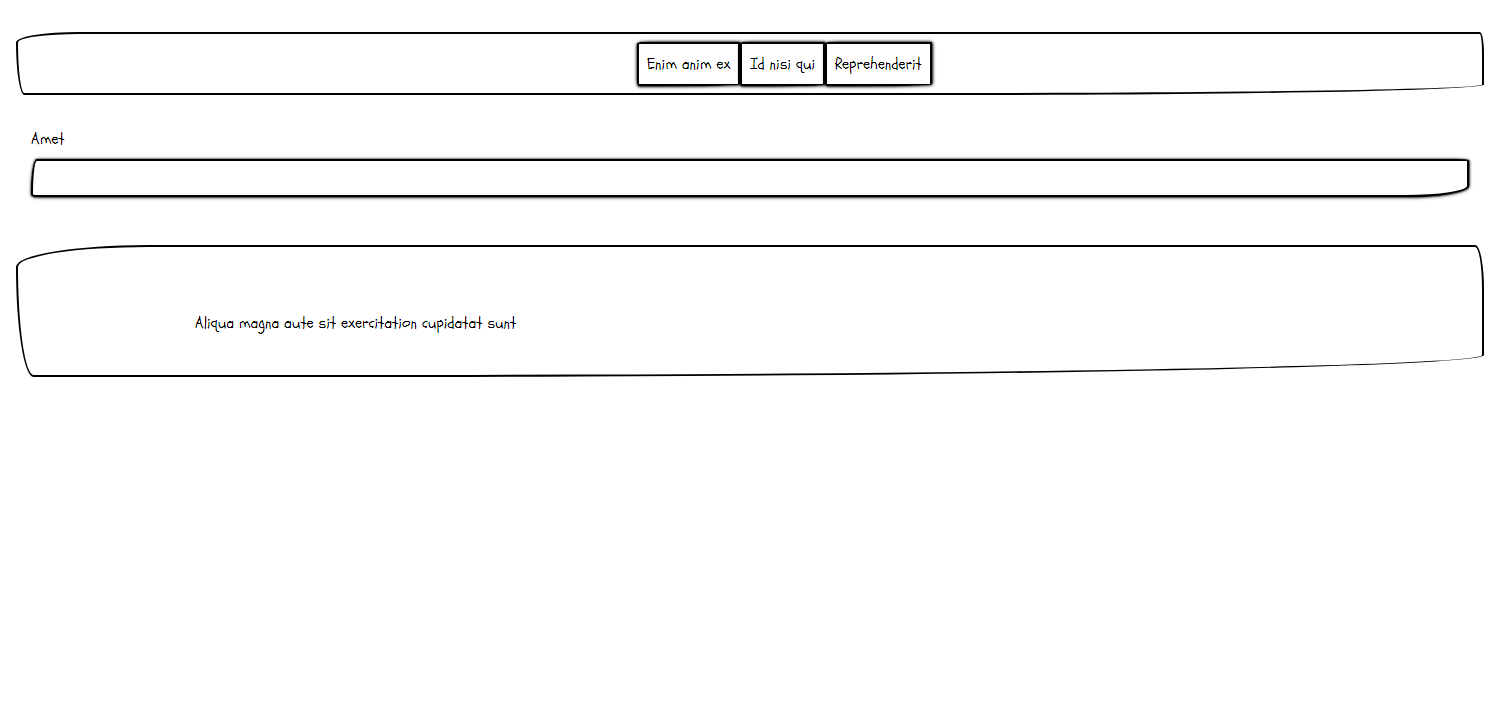 Enim anim ex Id nisi qui Reprehenderit
Amet
Aliqua magna aute sit exercitation cupidatat sunt